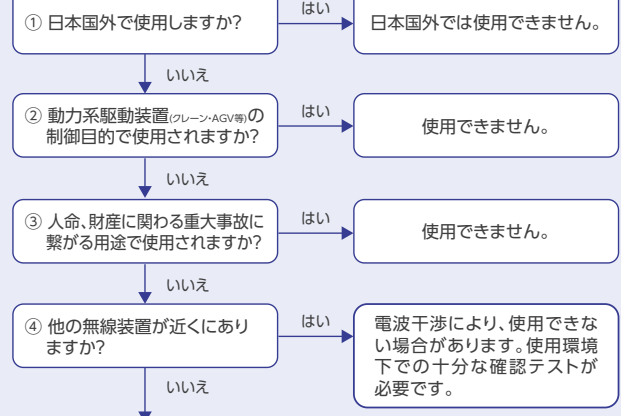 ① 日本国外で使用しますか?
はい
日本国外では使用できません。
いいえ
② 動力系駆動装置(クレーン・AGV等)の
制御目的で使用されますか?
はい
使用できません。
いいえ
③ 人命、財産に関わる重大事故に
繋がる用途で使用されますか?
はい
使用できません。
いいえ
④ 他の無線装置が近くにあり
ますか?
はい
電波干渉により、使用できな
い場合があります。使用環境
下での十分な確認テストが
必要です。
いいえ